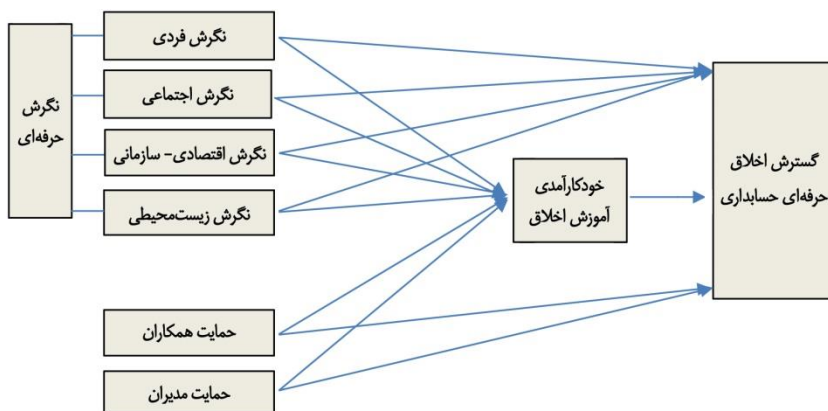 نگرش
حرفه‌ای
نگرش فردی
نگرش اجتماعی
نگرش اقتصادی- سازمانی
نگرش زیست‌محیطی
حمایت همکاران
حمایت مدیران
خودکارآمدی
آموزش اخلاق
گسترش اخلاق
حرفه‌ای حسابداری